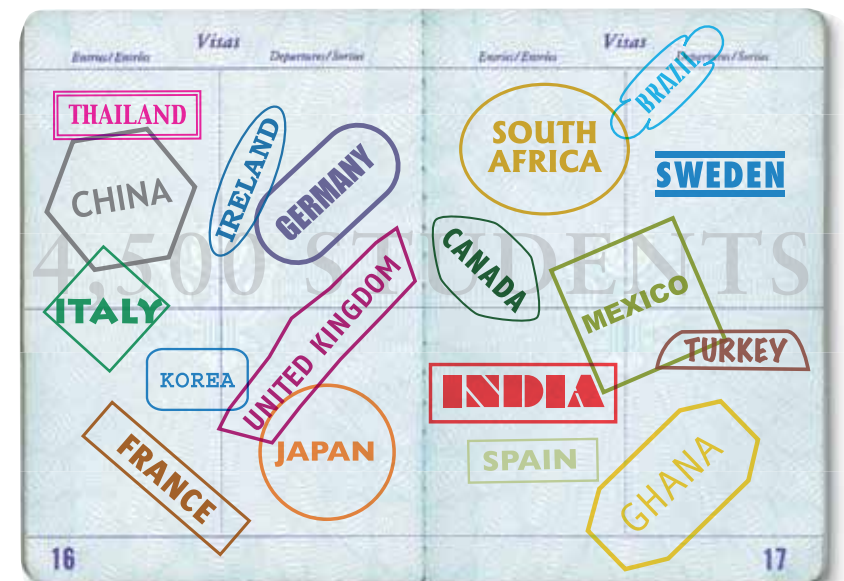 Visas
Entries/Entrées
Departures/Sorties
THAILAND
CHINA
IRELAND
GERMANY
ITALY
KOREA
UNITED KINGDOM
FRANCE
JAPAN
16
Visas
Entries/Entrées
Departures/Sorties
BRAZIL
SOUTH
AFRICA
SWEDEN
4,500 STUDENTS
CANADA
MEXICO
TURKEY
INDIA
SPAIN
GHANA
17